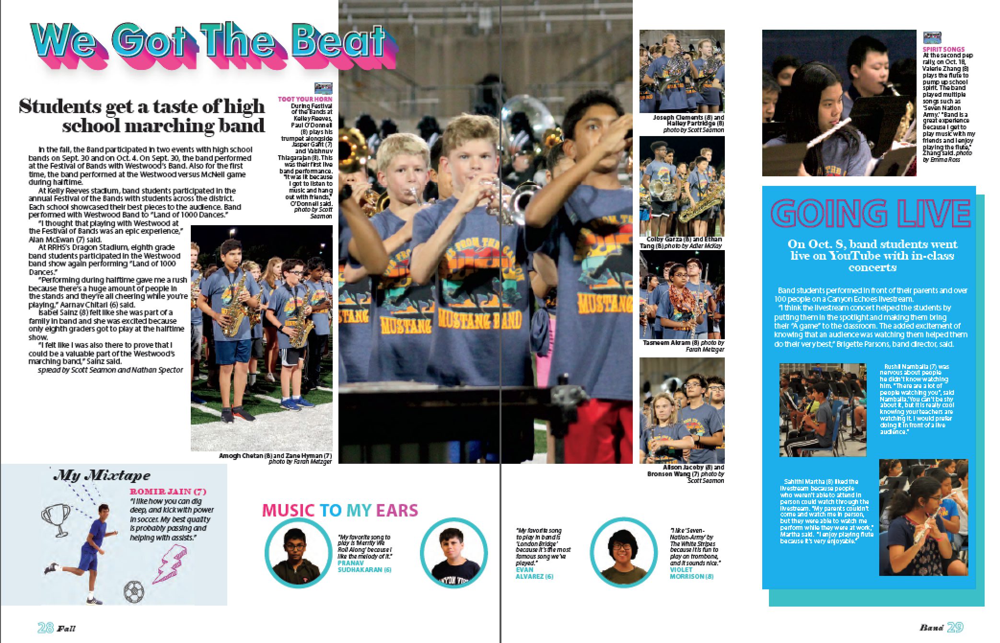 We Got The Beat
Students get a taste of high
school marching band
In the fall, the Band participated in two events with high school
bands on Sept. 30 and on Oct. 4. On Sept. 30, the band performed
at the Festival of Bands with Westwood's Band. Also for the first
time, the band performed at the Westwood versus McNeil game
during halftime.
At Kelly Reeves stadium, band students participated in the
annual Festival of the Bands with students across the district.
Each school showcased their best pieces to the audience. Band
performed with Westwood Band to "Land of 1000 Dances."
"I thought that playing with Westwood at
the Festival of Bands was an epic experience,"
Alan McEwan (7) said.
At RRHS's Dragon Stadium, eighth grade
band students participated in the Westwood
band show again performing "Land of 1000
Dances."
"Performing during halftime gave me a rush
because there's a huge amount of people in
the stands and they're all cheering while you're
playing," Aarnav Chitari (6) said.
Isabel Sainz (8) felt like she was part of a
family in band and she was excited because
only eighth graders got to play at the halftime
show.
"I felt like I was also there to prove that I
could be a valuable part of the Westwood's
marching band," Sainz said.
spread by Scott Seamon and Nathan Spector
TOOT YOUR HORN
During Festival
of the Bands at
Kelley Reeves,
Paul O'Donnell
(8) plays his
trumpet alongside
Jasper Gafit (7)
and Vaishnuv
Thiagarajan (8). This
was their first live
band performance.
"It was lit because
I got to listen to
music and hang
out with friends,"
O'Donnell said.
photo by Scott
Seamon
Amogh Chetan (8) and Zane Hyman (7)
photo by Farah Metzger
STANG
MUSTANG
MUSTANG BAND
MUSTANG
Joseph Clements (8) and
Hailey Partridge (8)
photo by Scott Seamon
Colby Garza (8) and Ethan
Tang (8) photo by Adler McKay
Tasneem Akram (8) photo by
Farah Metzger
Alison Jacoby (8) and
Bronson Wang (7) photo by
Scott Seamon
SPIRIT SONGS
At the second pep
rally, on Oct. 18,
Valerie Zhang (8)
plays the flute to
pump up school
spirit. The band
played multiple
songs such as
'Seven Nation
Army.' "Band is a
great experience
because I get to
play music with my
friends and I enjoy
playing the flute,"
Zhang said. photo
by Emma Ross
GOING LIVE
On Oct. 8, band students went
live on YouTube with in-class
concerts
Band students performed in front of their parents and over
100 people on a Canyon Echoes livestream.
"I think the livestream concert helped the students by
putting them in the spotlight and making them bring
their "A game" to the classroom. The added excitement of
knowing that an audience was watching them helped them
do their very best," Brigette Parsons, band director, said.
Rushil Namballa (7) was
nervous about people
he didn't know watching
him. "There are a lot of
people watching you", said
Namballa.'You can't be shy
about it, but it is really cool
knowing your teachers are
watching it. I would prefer
doing it in front of a live
audience."
Sahithi Martha (8) liked the
livestream because people
who weren't able to attend in
person could watch through the
livestream. "My parents couldn't
come and watch me in person,
but they were able to watch me
perform while they were at work,"
Martha said. "I enjoy playing flute
because it's very enjoyable."
My Mixtape
ROMIR JAIN (7)
"I like how you can dig
deep, and kick with power
in soccer. My best quality
is probably passing and
helping with assists."
MUSIC TO MY EARS
"My favorite song to
play is 'Merrily We
Roll Along' because I
like the melody of it."
PRANAV
SUDHAKARAN (6)
"My favorite song
to play in band is
'London Bridge'
because it's the most
famous song we've
played."
EVAN
ALVAREZ (6)
"I like 'Seven-
Nation-Army' by
The White Stripes
because it is fun to
play on trombone,
and it sounds nice."
VIOLET
MORRISON (8)
28 Fall
Band 29